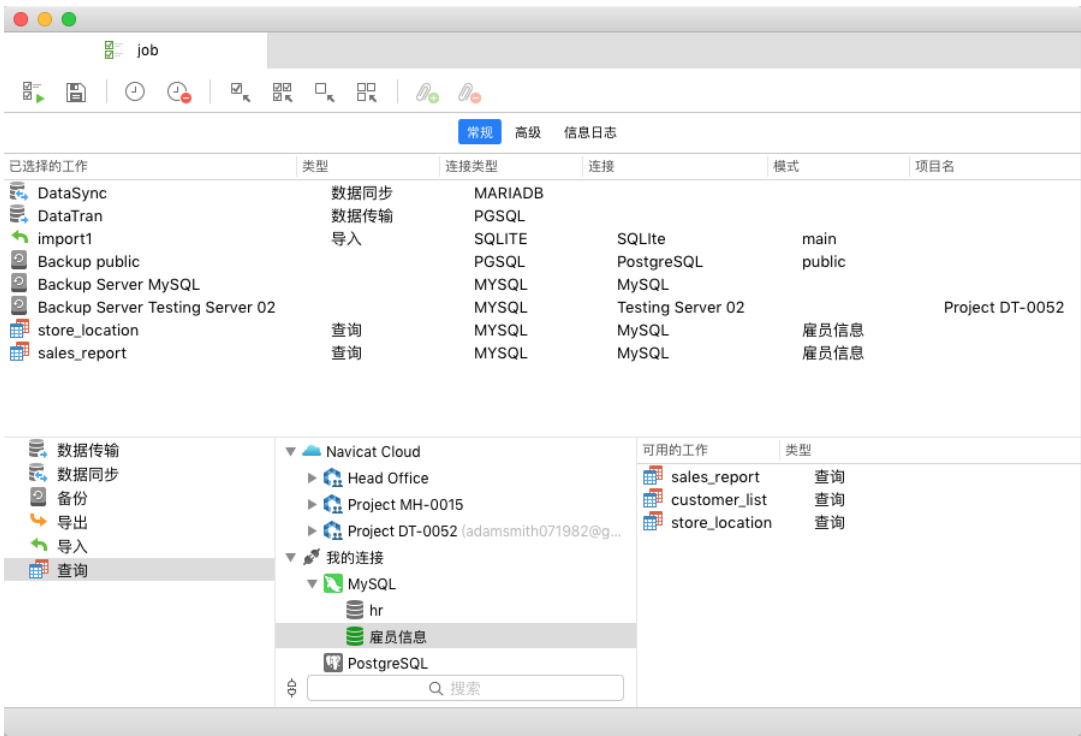 job
常规 高级 信息日志
已选择的工作 类型 连接类型 连接 模式 项目名
DataSync 数据同步 MARIADB
DataTran 数据传输 PGSQL
import1 导入 SQLITE SQLIte main
Backup public PGSQL PostgreSQL public
Backup Server MySQL MYSQL MySQL
Backup Server Testing Server 02 MYSQL Testing Server 02 Project DT-0052
store_location 查询 MYSQL MySQL 雇员信息
sales_report 查询 MYSQL MySQL 雇员信息
数据传输
数据同步
备份
导出
导入
查询
Navicat Cloud
Head Office
Project MH-0015
Project DT-0052 (adamsmith071982@g...
我的连接
MySQL
hr
雇员信息
PostgreSQL
搜索
可用的工作 类型
sales_report 查询
customer_list 查询
store_location 查询